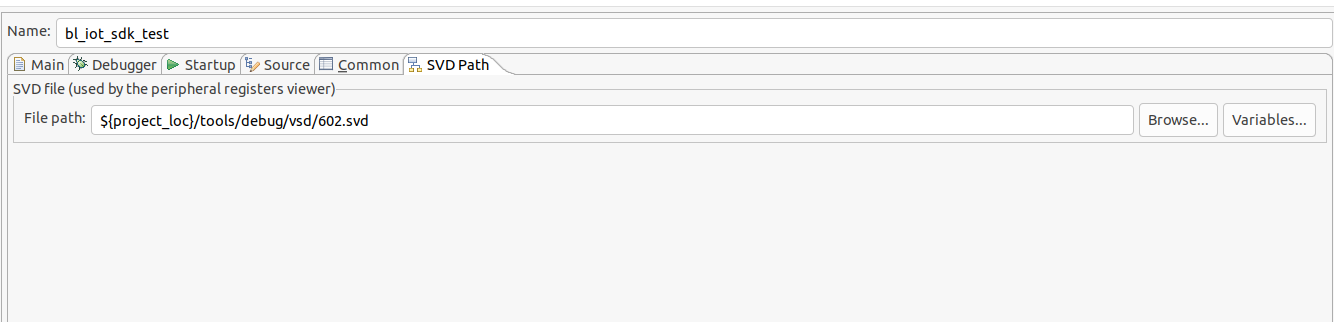 Name: bl_iot_sdk_test
Main Debugger Startup Source Common SVD Path
SVD file (used by the peripheral registers viewer)
File path: ${project_loc}/tools/debug/vsd/602.svd Browse... Variables...